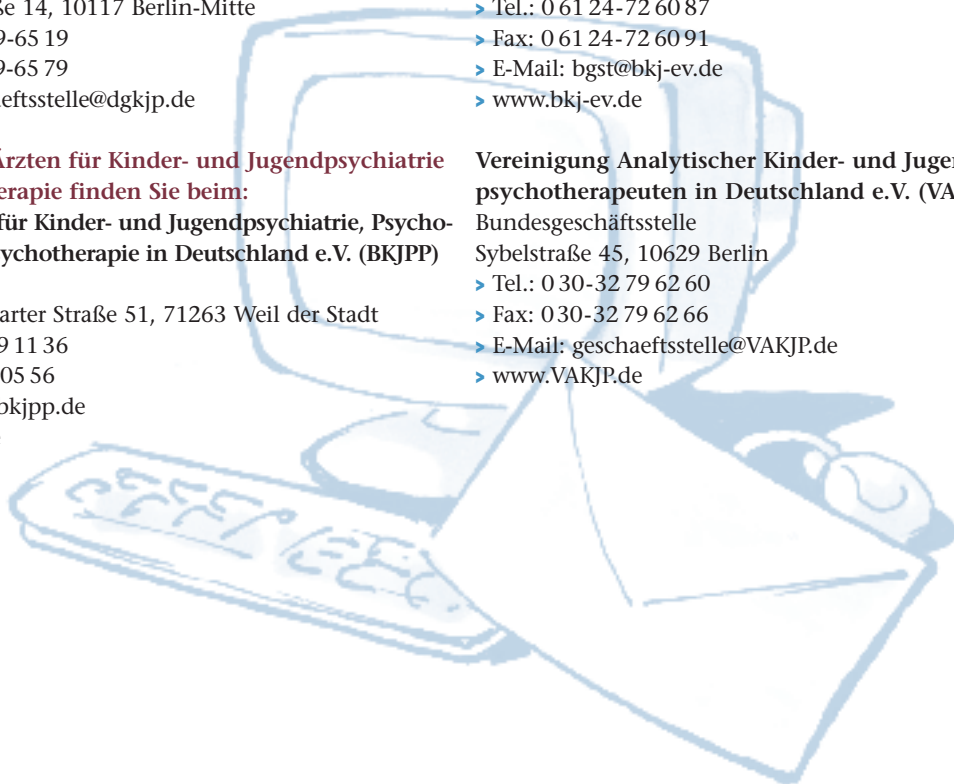 ße 14, 10117 Berlin-Mitte
9-65 19
9-65 79
eftsstelle@dgkjp.de
Ärzten für Kinder- und Jugendpsychiatrie
erapie finden Sie beim:
für Kinder- und Jugendpsychiatrie, Psycho-
ychotherapie in Deutschland e.V. (BKJPP)
arter Straße 51, 71263 Weil der Stadt
9 11 36
05 56
bkjpp.de
> Tel.: 0 61 24-72 60 87
> Fax: 0 61 24-72 60 91
> E-Mail: bgst@bkj-ev.de
> www.bkj-ev.de
Vereinigung Analytischer Kinder- und Juge
psychotherapeuten in Deutschland e.V. (VA
Bundesgeschäftsstelle
Sybelstraße 45, 10629 Berlin
> Tel.: 0 30-32 79 62 60
> Fax: 030-32 79 62 66
> E-Mail: geschaeftsstelle@VAKJP.de
> www.VAKJP.de